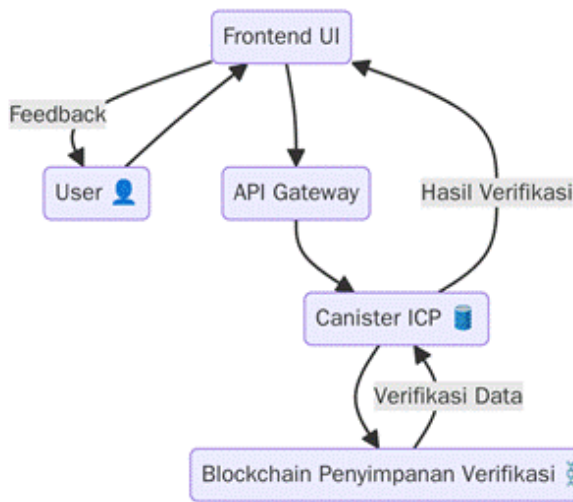 Frontend UI
Feedback
User 👤
API Gateway
Hasil Verifikasi
Canister ICP 🛢️
Verifikasi Data
Blockchain Penyimpanan Verifikasi